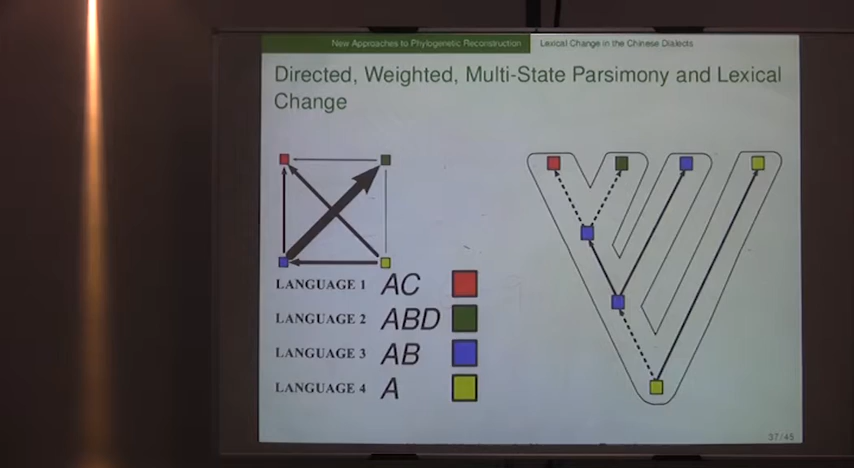 New Approaches to Phylogenetic Reconstruction
Lexical Change in the Chinese Dialects
Directed, Weighted, Multi-State Parsimony and Lexical
Change
LANGUAGE 1 AC
LANGUAGE 2 ABD
LANGUAGE 3 AB
LANGUAGE 4 A
37/45